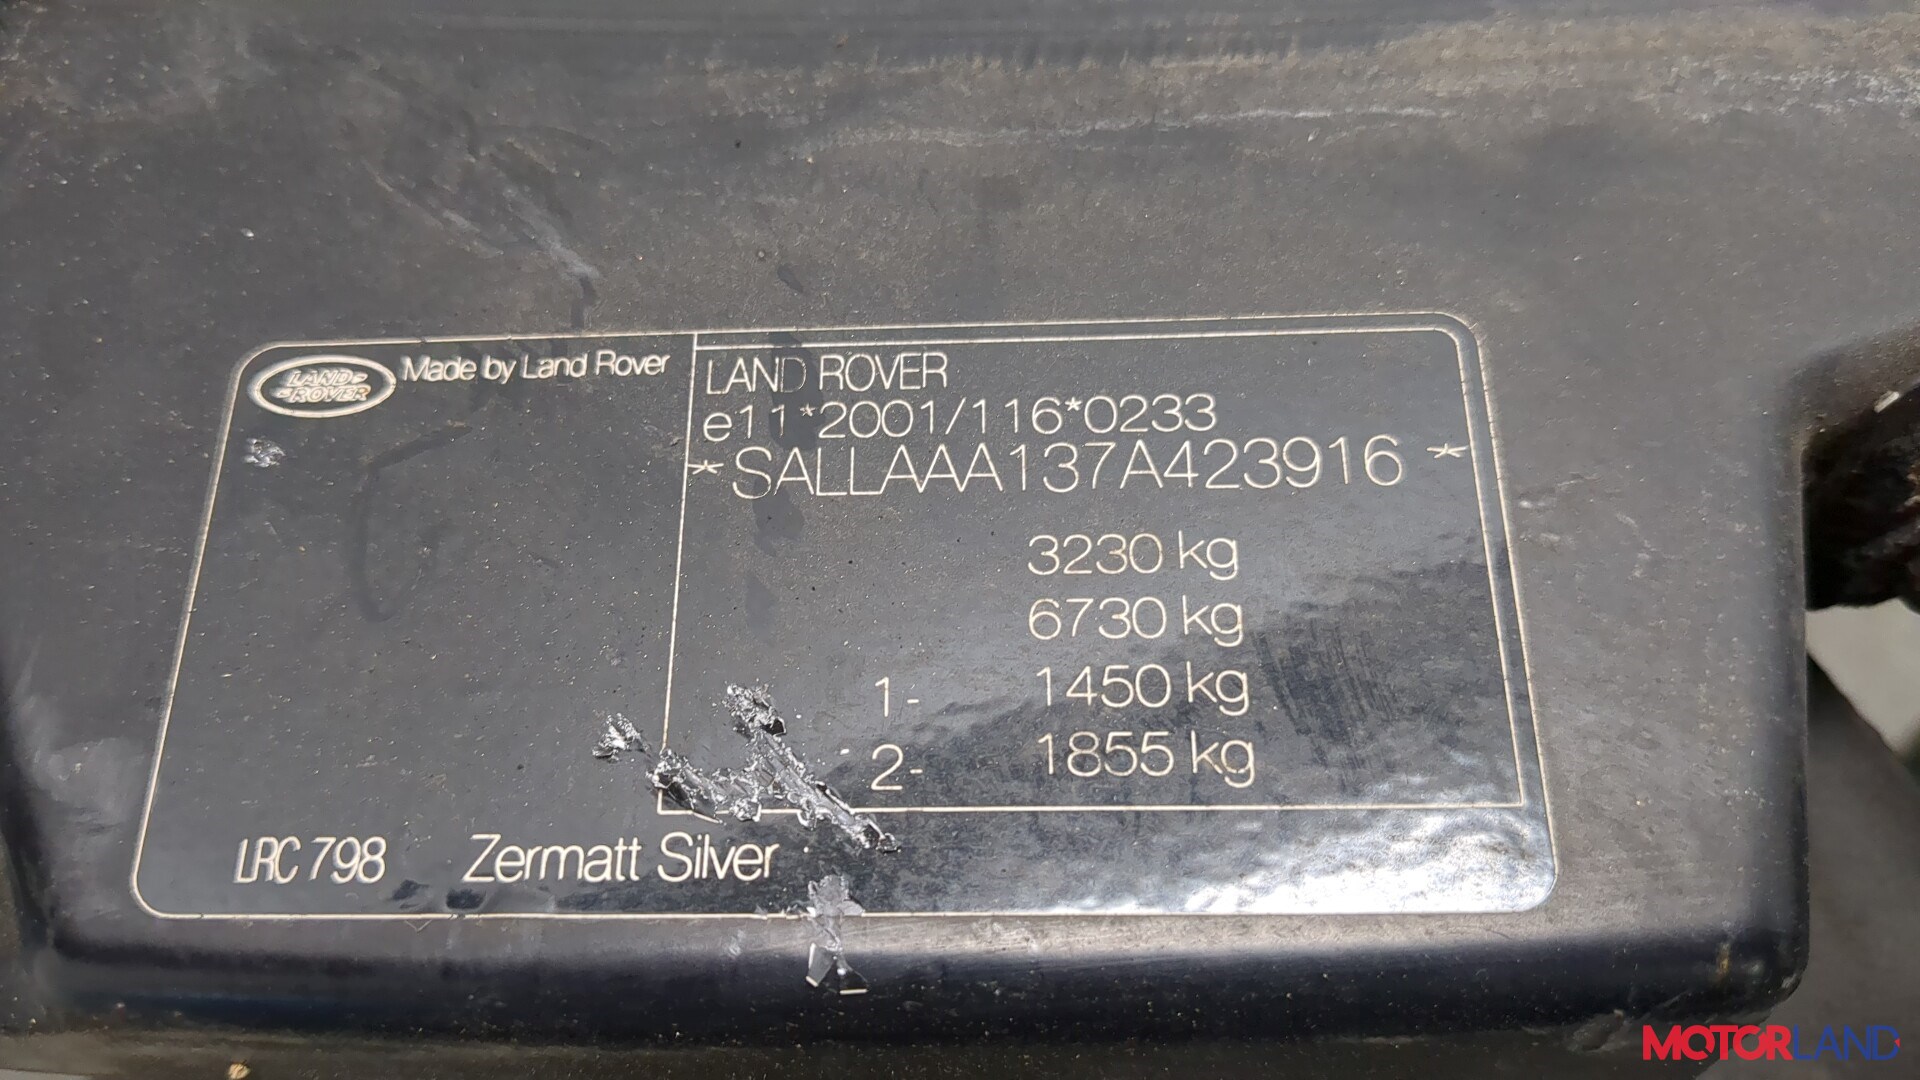 LAND-
-ROVER
Made by Land Rover
LAND ROVER
e11*2001/116*0233
*SALLAAA137A423916*
3230 kg
6730 kg
1- 1450 kg
2- 1855 kg
LRC 798 Zermatt Silver
MOTORLAND